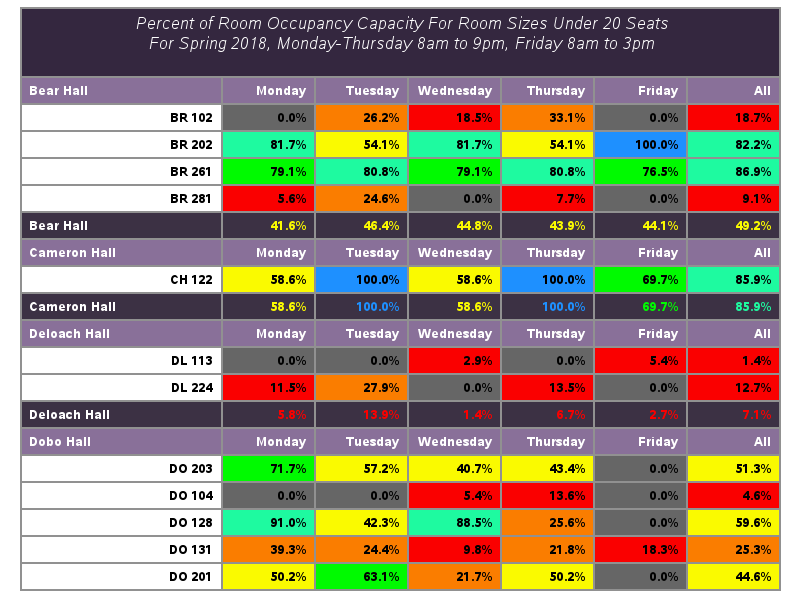 Percent of Room Occupancy Capacity For Room Sizes Under 20 Seats
For Spring 2018, Monday-Thursday 8am to 9pm, Friday 8am to 3pm
Bear Hall Monday Tuesday Wednesday Thursday Friday All
BR 102 0.0% 26.2% 18.5% 33.1% 0.0% 18.7%
BR 202 81.7% 54.1% 81.7% 54.1% 100.0% 82.2%
BR 261 79.1% 80.8% 79.1% 80.8% 76.5% 86.9%
BR 281 5.6% 24.6% 0.0% 7.7% 0.0% 9.1%
Bear Hall 41.6% 46.4% 44.8% 43.9% 44.1% 49.2%
Cameron Hall Monday Tuesday Wednesday Thursday Friday All
CH 122 58.6% 100.0% 58.6% 100.0% 69.7% 85.9%
Cameron Hall 58.6% 100.0% 58.6% 100.0% 69.7% 85.9%
Deloach Hall Monday Tuesday Wednesday Thursday Friday All
DL 113 0.0% 0.0% 2.9% 0.0% 5.4% 1.4%
DL 224 11.5% 27.9% 0.0% 13.5% 0.0% 12.7%
Deloach Hall 5.8% 13.9% 1.4% 6.7% 2.7% 7.1%
Dobo Hall Monday Tuesday Wednesday Thursday Friday All
DO 203 71.7% 57.2% 40.7% 43.4% 0.0% 51.3%
DO 104 0.0% 0.0% 5.4% 13.6% 0.0% 4.6%
DO 128 91.0% 42.3% 88.5% 25.6% 0.0% 59.6%
DO 131 39.3% 24.4% 9.8% 21.8% 18.3% 25.3%
DO 201 50.2% 63.1% 21.7% 50.2% 0.0% 44.6%